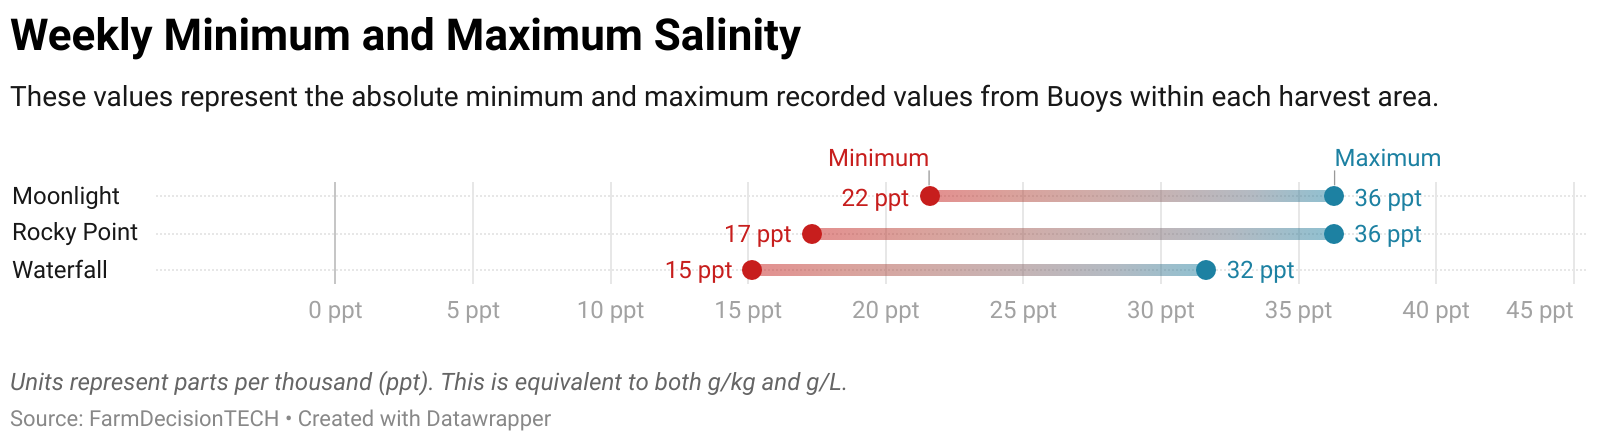 Weekly Minimum and Maximum Salinity
These values represent the absolute minimum and maximum recorded values from Buoys within each harvest area.
Minimum Maximum
Moonlight 22 ppt 36 ppt
Rocky Point 17 ppt 36 ppt
Waterfall 15 ppt 32 ppt
0 ppt 5 ppt 10 ppt 15 ppt 20 ppt 25 ppt 30 ppt 35 ppt 40 ppt 45 ppt
Units represent parts per thousand (ppt). This is equivalent to both g/kg and g/L.
Source: FarmDecisionTECH • Created with Datawrapper